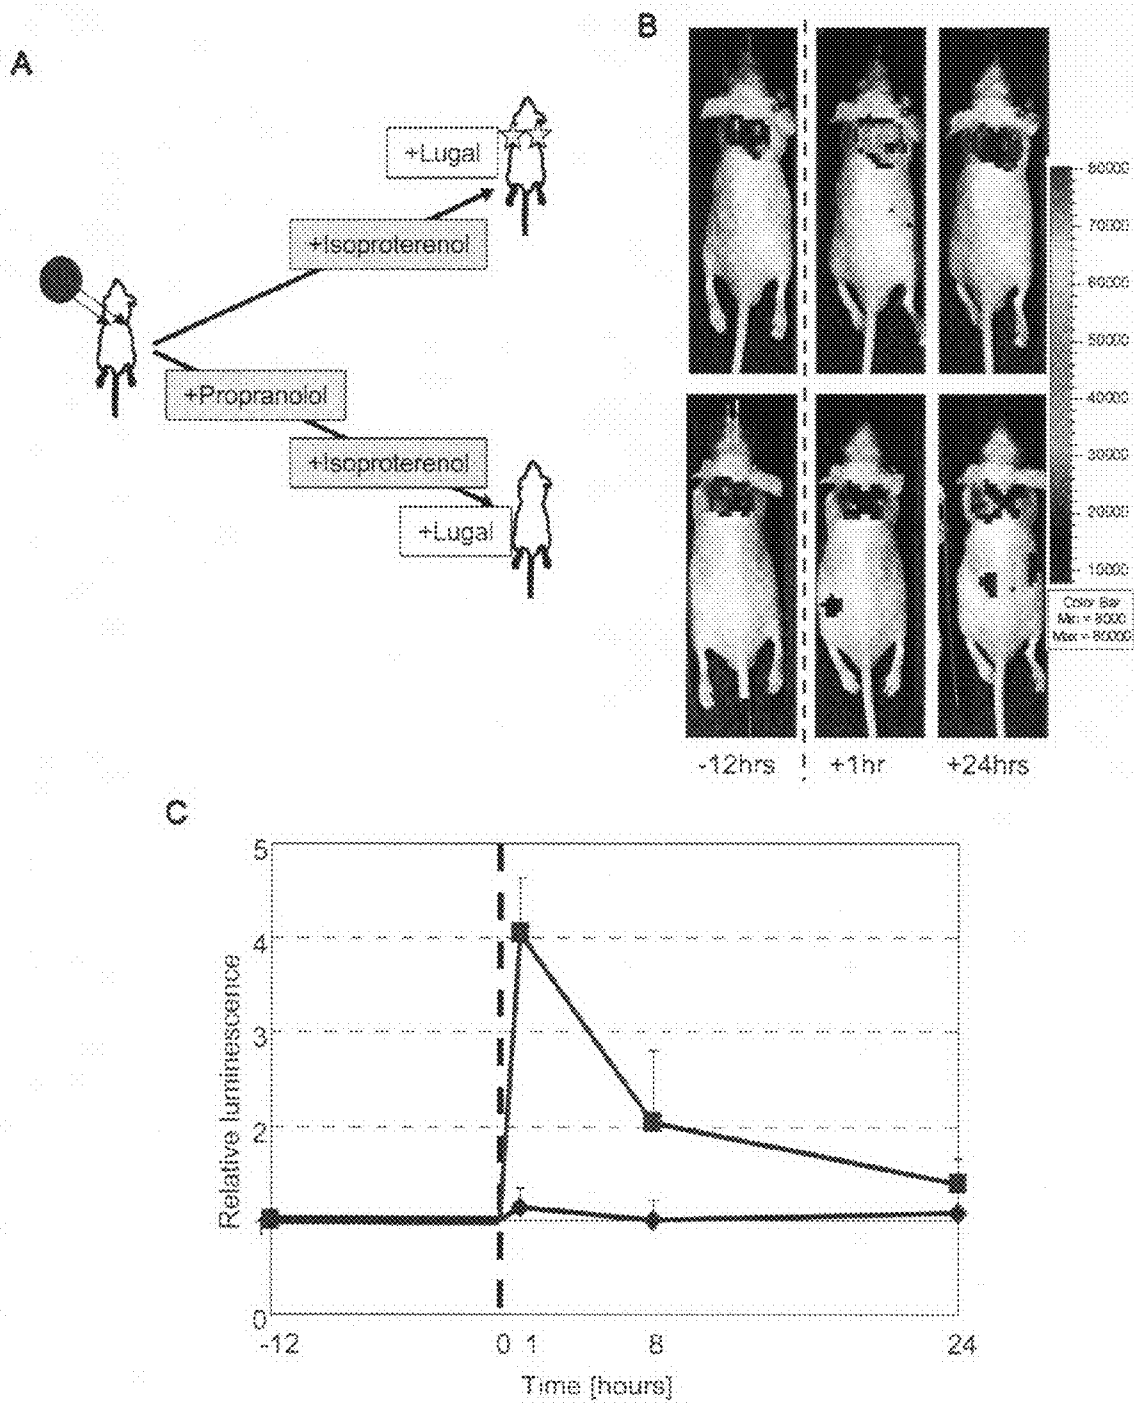 A
+Lugal
+Isoproterenol
+Propranolol
+Isoproterenol
+Lugal
B
80000
70000
60000
50000
40000
30000
20000
10000
Color Bar
Min = 8000
Max = 80000
-12hrs
+1hr
+24hrs
C
Relative luminescence
5
4
3
2
1
0
-12
0
1
8
24
Time [hours]